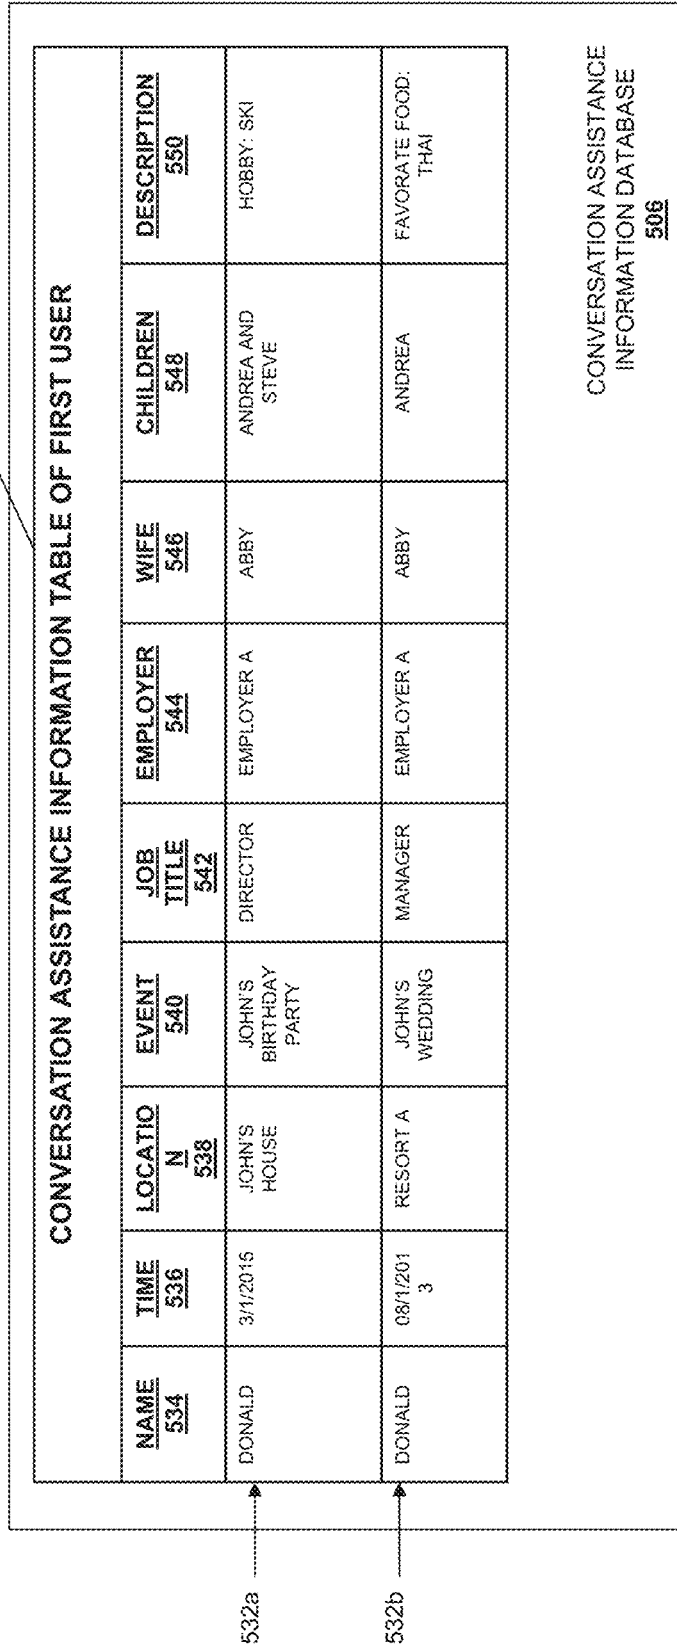 CONVERSATION ASSISTANCE INFORMATION TABLE OF FIRST USER
NAME
534
TIME
536
LOCATIO
N
538
EVENT
540
JOB
TITLE
542
EMPLOYER
544
WIFE
546
CHILDREN
548
DESCRIPTION
550
532a
DONALD
3/1/2015
JOHN'S
HOUSE
JOHN'S
BIRTHDAY
PARTY
DIRECTOR
EMPLOYER A
ABBY
ANDREA AND
STEVE
HOBBY: SKI
532b
DONALD
08/1/201
3
RESORT A
JOHN'S
WEDDING
MANAGER
EMPLOYER A
ABBY
ANDREA
FAVORATE FOOD:
THAI
CONVERSATION ASSISTANCE
INFORMATION DATABASE
506